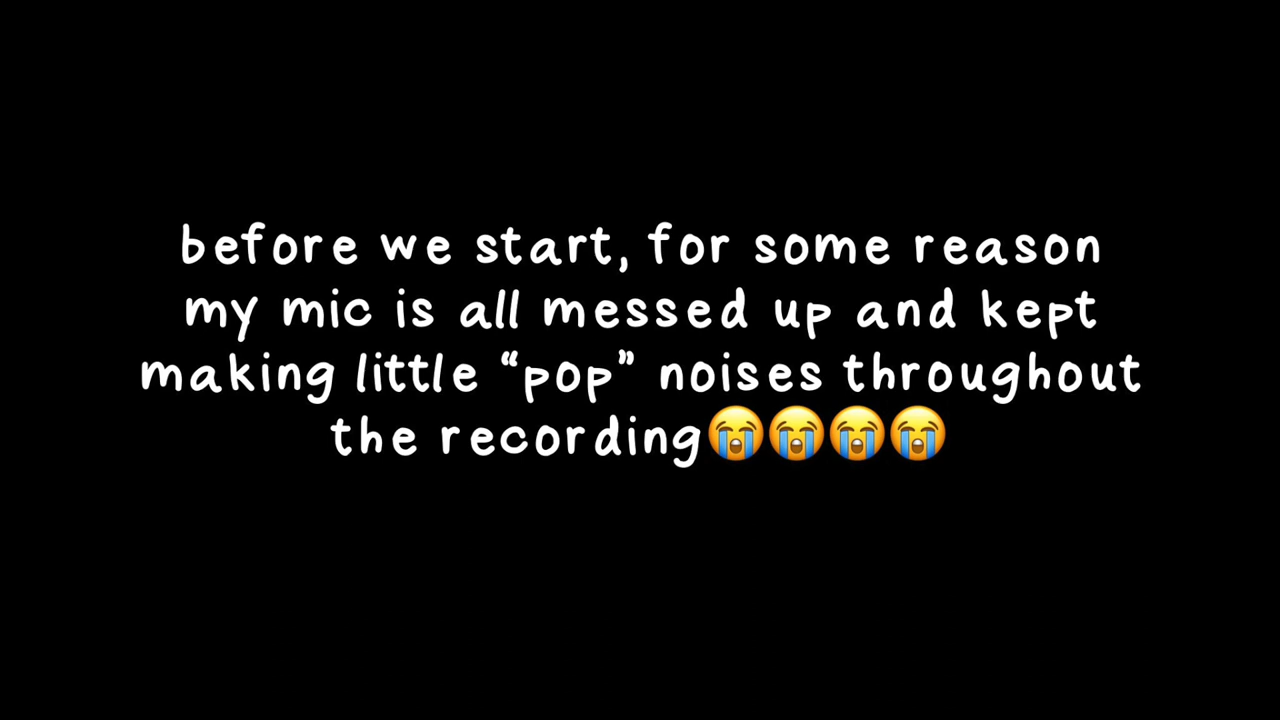 before we start, for some reason
my mic is all messed up and kept
making little “pop” noises throughout
the recording😭😭😭😭